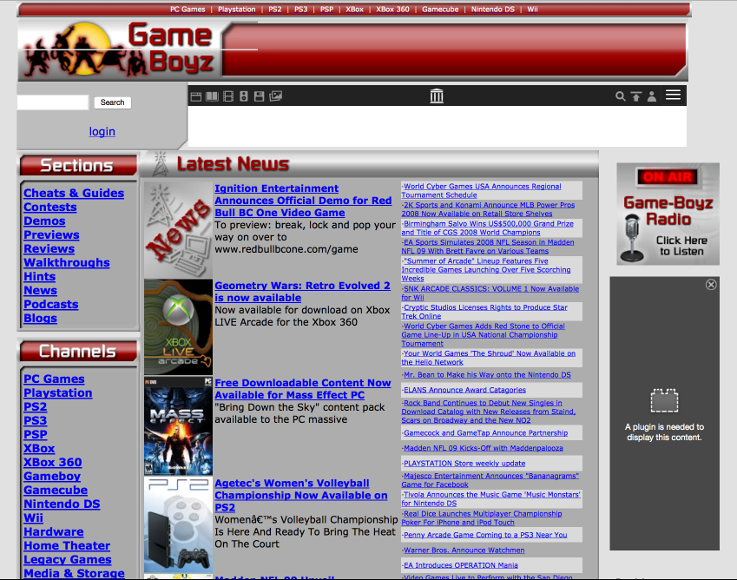 PC Games | Playstation | PS2 | PS3 | PSP | XBox | XBox 360 | Gamecube | Nintendo DS | Wii
Game
Boyz
Search
login
Sections
Cheats & Guides
Contests
Demos
Previews
Reviews
Walkthroughs
Hints
News
Podcasts
Blogs
Channels
PC Games
Playstation
PS2
PS3
PSP
XBox
XBox 360
Gameboy
Gamecube
Nintendo DS
Wii
Hardware
Home Theater
Legacy Games
Media & Storage
Latest News
News
Ignition Entertainment
Announces Official Demo for Red
Bull BC One Video Game
To preview: break, lock and pop your
way on over to
www.redbullbcone.com/game
XBOX
LIVE
arcade
Geometry Wars: Retro Evolved 2
is now available
Now available for download on Xbox
LIVE Arcade for the Xbox 360
PC
MASS
EFFECT
Free Downloadable Content Now
Available for Mass Effect PC
"Bring Down the Sky" content pack
available to the PC massive
PS2
Agetec's Women's Volleyball
Championship Now Available on
PS2
Womenâ€™s Volleyball Championship
Is Here And Ready To Bring The Heat
On The Court
Madden NFL 09 Unveil
·World Cyber Games USA Announces Regional
Tournament Schedule
·2K Sports and Konami Announce MLB Power Pros
2008 Now Available on Retail Store Shelves
·Birmingham Salvo Wins US$500,000 Grand Prize
and Title of CGS 2008 World Champions
·EA Sports Simulates 2008 NFL Season in Madden
NFL 09 With Brett Favre on Various Teams
·"Summer of Arcade" Lineup Features Five
Incredible Games Launching Over Five Scorching
Weeks
·SNK ARCADE CLASSICS: VOLUME 1 Now Available
for Wii
·Cryptic Studios Licenses Rights to Produce Star
Trek Online
·World Cyber Games Adds Red Stone to Official
Game Line-Up in USA National Championship
Tournament
·Your World Games 'The Shroud' Now Available on
the Helio Network
·Mr. Bean to Make his Way onto the Nintendo DS
·ELANS Announce Award Catagories
·Rock Band Continues to Debut New Singles in
Download Catalog with New Releases from Staind,
Scars on Broadway and the New NO2
·Gamecock and GameTap Announce Partnership
·Madden NFL 09 Kicks-Off with Maddenpalooza
·PLAYSTATION Store weekly update
·Majesco Entertainment Announces "Bananagrams"
Game for Facebook
·Tivola Announces the Music Game 'Music Monstars'
for Nintendo DS
·Real Dice Launches Multiplayer Championship
Poker For iPhone and iPod Touch
·Penny Arcade Game Coming to a PS3 Near You
·Warner Bros. Announce Watchmen
·EA Introduces OPERATION Mania
·Video Games Live to Perform with the San Diego
ON AIR
Game-Boyz
Radio
Click Here
to Listen
A plugin is needed to
display this content.